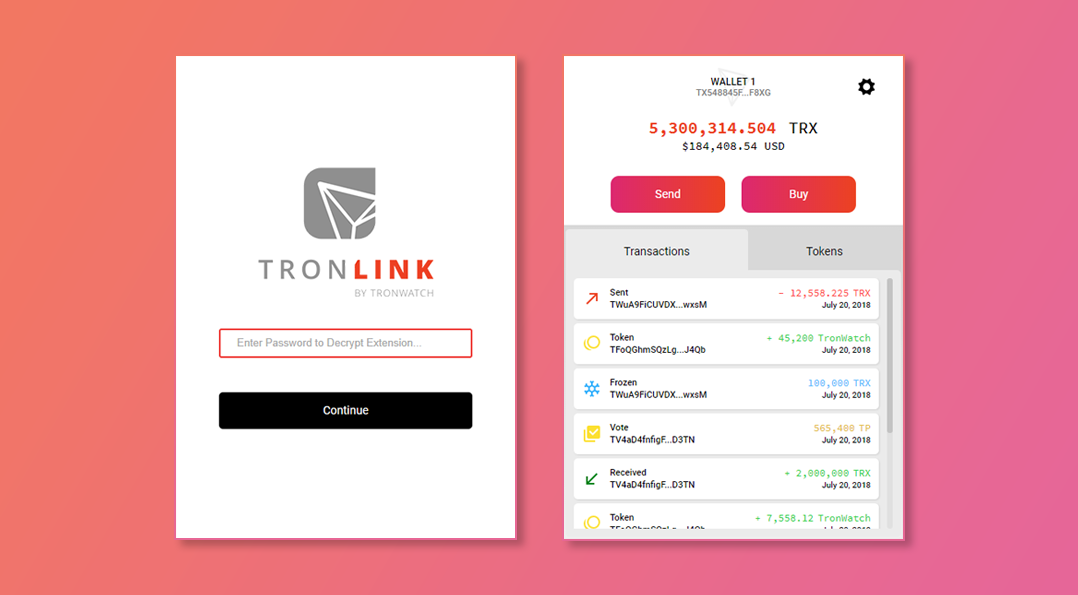 TRONLINK
BY TRONWATCH
Enter Password to Decrypt Extension...
Continue
WALLET 1
TX548845F...F8XG
5,300,314.504 TRX
$184,408.54 USD
Send
Buy
Transactions
Tokens
Sent
- 12,558.225 TRX
TWuA9FiCUVDX...wxsM
July 20, 2018
Token
+ 45,200 TronWatch
TFoQGhmSQzLg...J4Qb
July 20, 2018
Frozen
100,000 TRX
TWuA9FiCUVDX...wxsM
July 20, 2018
Vote
565,400 TP
TV4aD4fnfigF...D3TN
July 20, 2018
Received
+ 2,000,000 TRX
TV4aD4fnfigF...D3TN
July 20, 2018
Token
+ 7,558.12 TronWatch